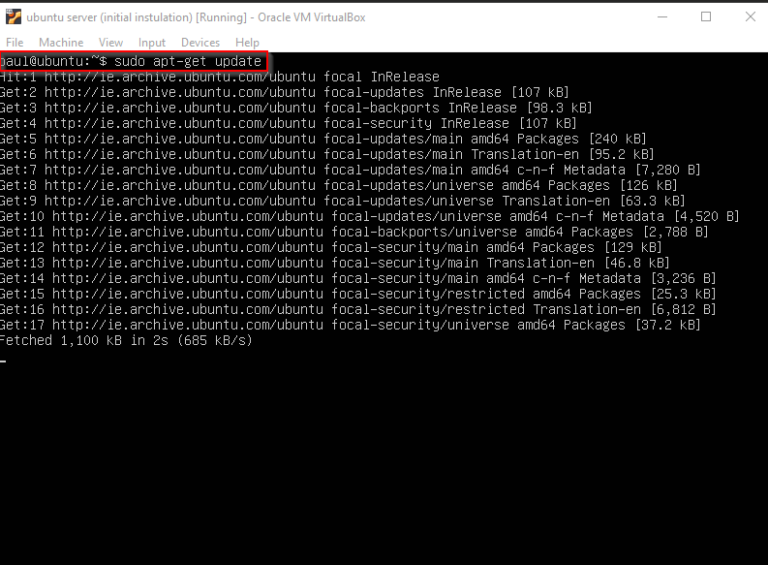 ubuntu server (initial instulation) [Running] - Oracle VM VirtualBox
File Machine View Input Devices Help
paul@ubuntu:~$ sudo apt-get update
Hit:1 http://ie.archive.ubuntu.com/ubuntu focal InRelease
Get:2 http://ie.archive.ubuntu.com/ubuntu focal-updates InRelease [107 kB]
Get:3 http://ie.archive.ubuntu.com/ubuntu focal-backports InRelease [98.3 kB]
Get:4 http://ie.archive.ubuntu.com/ubuntu focal-security InRelease [107 kB]
Get:5 http://ie.archive.ubuntu.com/ubuntu focal-updates/main amd64 Packages [240 kB]
Get:6 http://ie.archive.ubuntu.com/ubuntu focal-updates/main Translation-en [95.2 kB]
Get:7 http://ie.archive.ubuntu.com/ubuntu focal-updates/main amd64 c-n-f Metadata [7,280 B]
Get:8 http://ie.archive.ubuntu.com/ubuntu focal-updates/universe amd64 Packages [126 kB]
Get:9 http://ie.archive.ubuntu.com/ubuntu focal-updates/universe Translation-en [63.3 kB]
Get:10 http://ie.archive.ubuntu.com/ubuntu focal-updates/universe amd64 c-n-f Metadata [4,520 B]
Get:11 http://ie.archive.ubuntu.com/ubuntu focal-backports/universe amd64 Packages [2,788 B]
Get:12 http://ie.archive.ubuntu.com/ubuntu focal-security/main amd64 Packages [129 kB]
Get:13 http://ie.archive.ubuntu.com/ubuntu focal-security/main Translation-en [46.8 kB]
Get:14 http://ie.archive.ubuntu.com/ubuntu focal-security/main amd64 c-n-f Metadata [3,236 B]
Get:15 http://ie.archive.ubuntu.com/ubuntu focal-security/restricted amd64 Packages [25.3 kB]
Get:16 http://ie.archive.ubuntu.com/ubuntu focal-security/restricted Translation-en [6,812 B]
Get:17 http://ie.archive.ubuntu.com/ubuntu focal-security/universe amd64 Packages [37.2 kB]
Fetched 1,100 kB in 2s (685 kB/s)